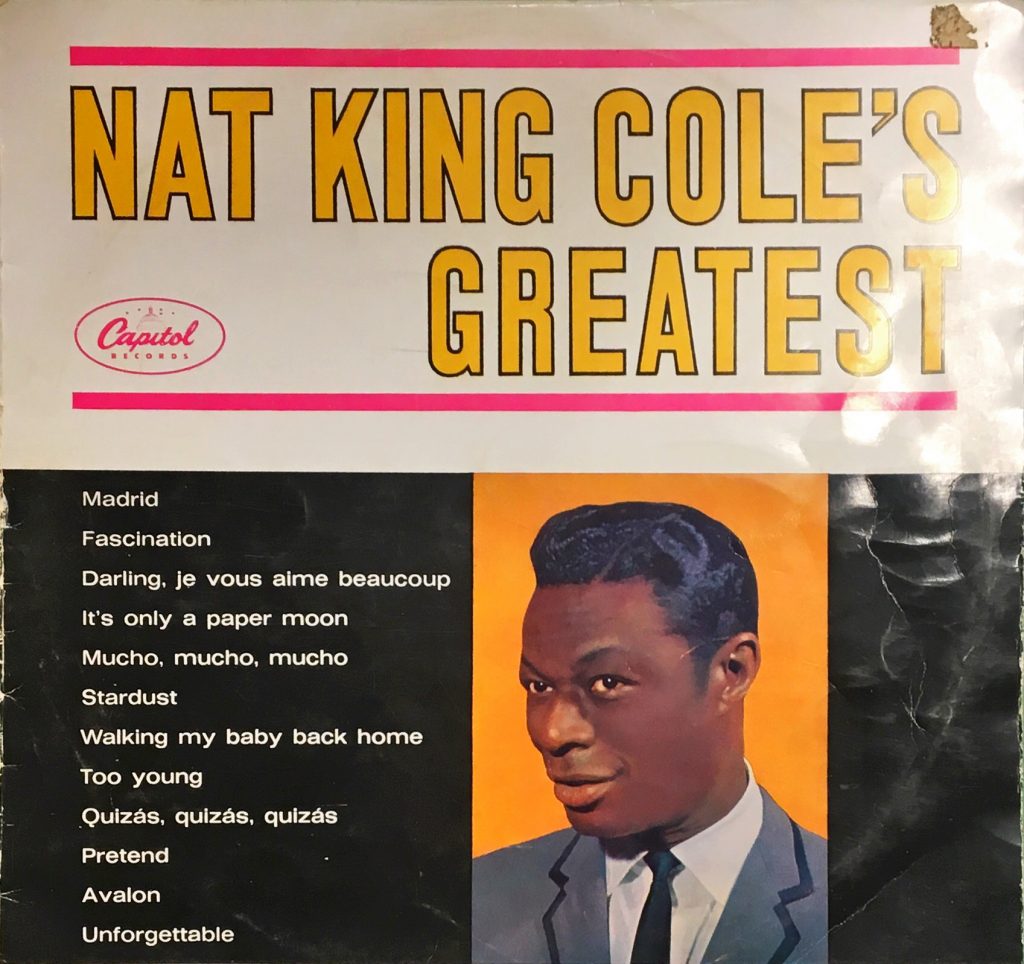 NAT KING COLE'S
GREATEST
Capitol
RECORDS
Madrid
Fascination
Darling, je vous aime beaucoup
It's only a paper moon
Mucho, mucho, mucho
Stardust
Walking my baby back home
Too young
Quizás, quizás, quizás
Pretend
Avalon
Unforgettable